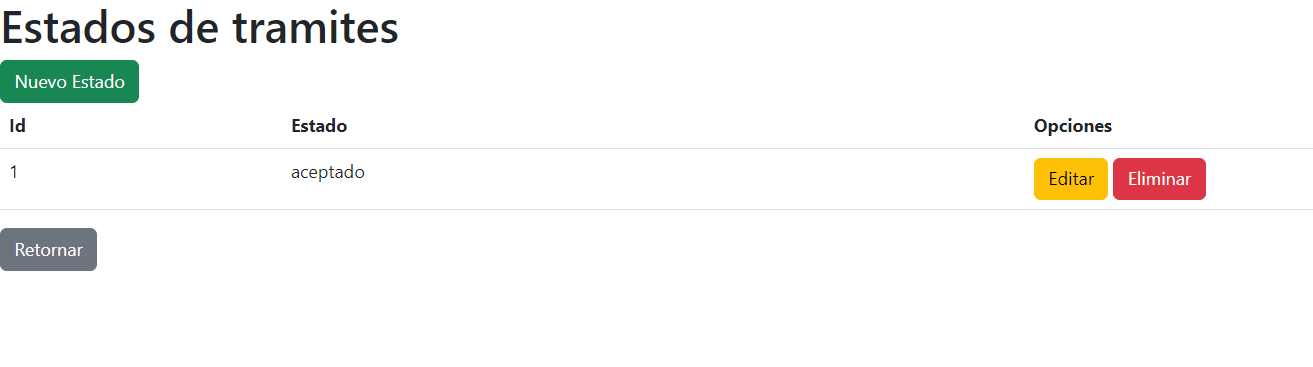 Estados de tramites
Nuevo Estado
Id Estado Opciones
1 aceptado Editar Eliminar
Retornar